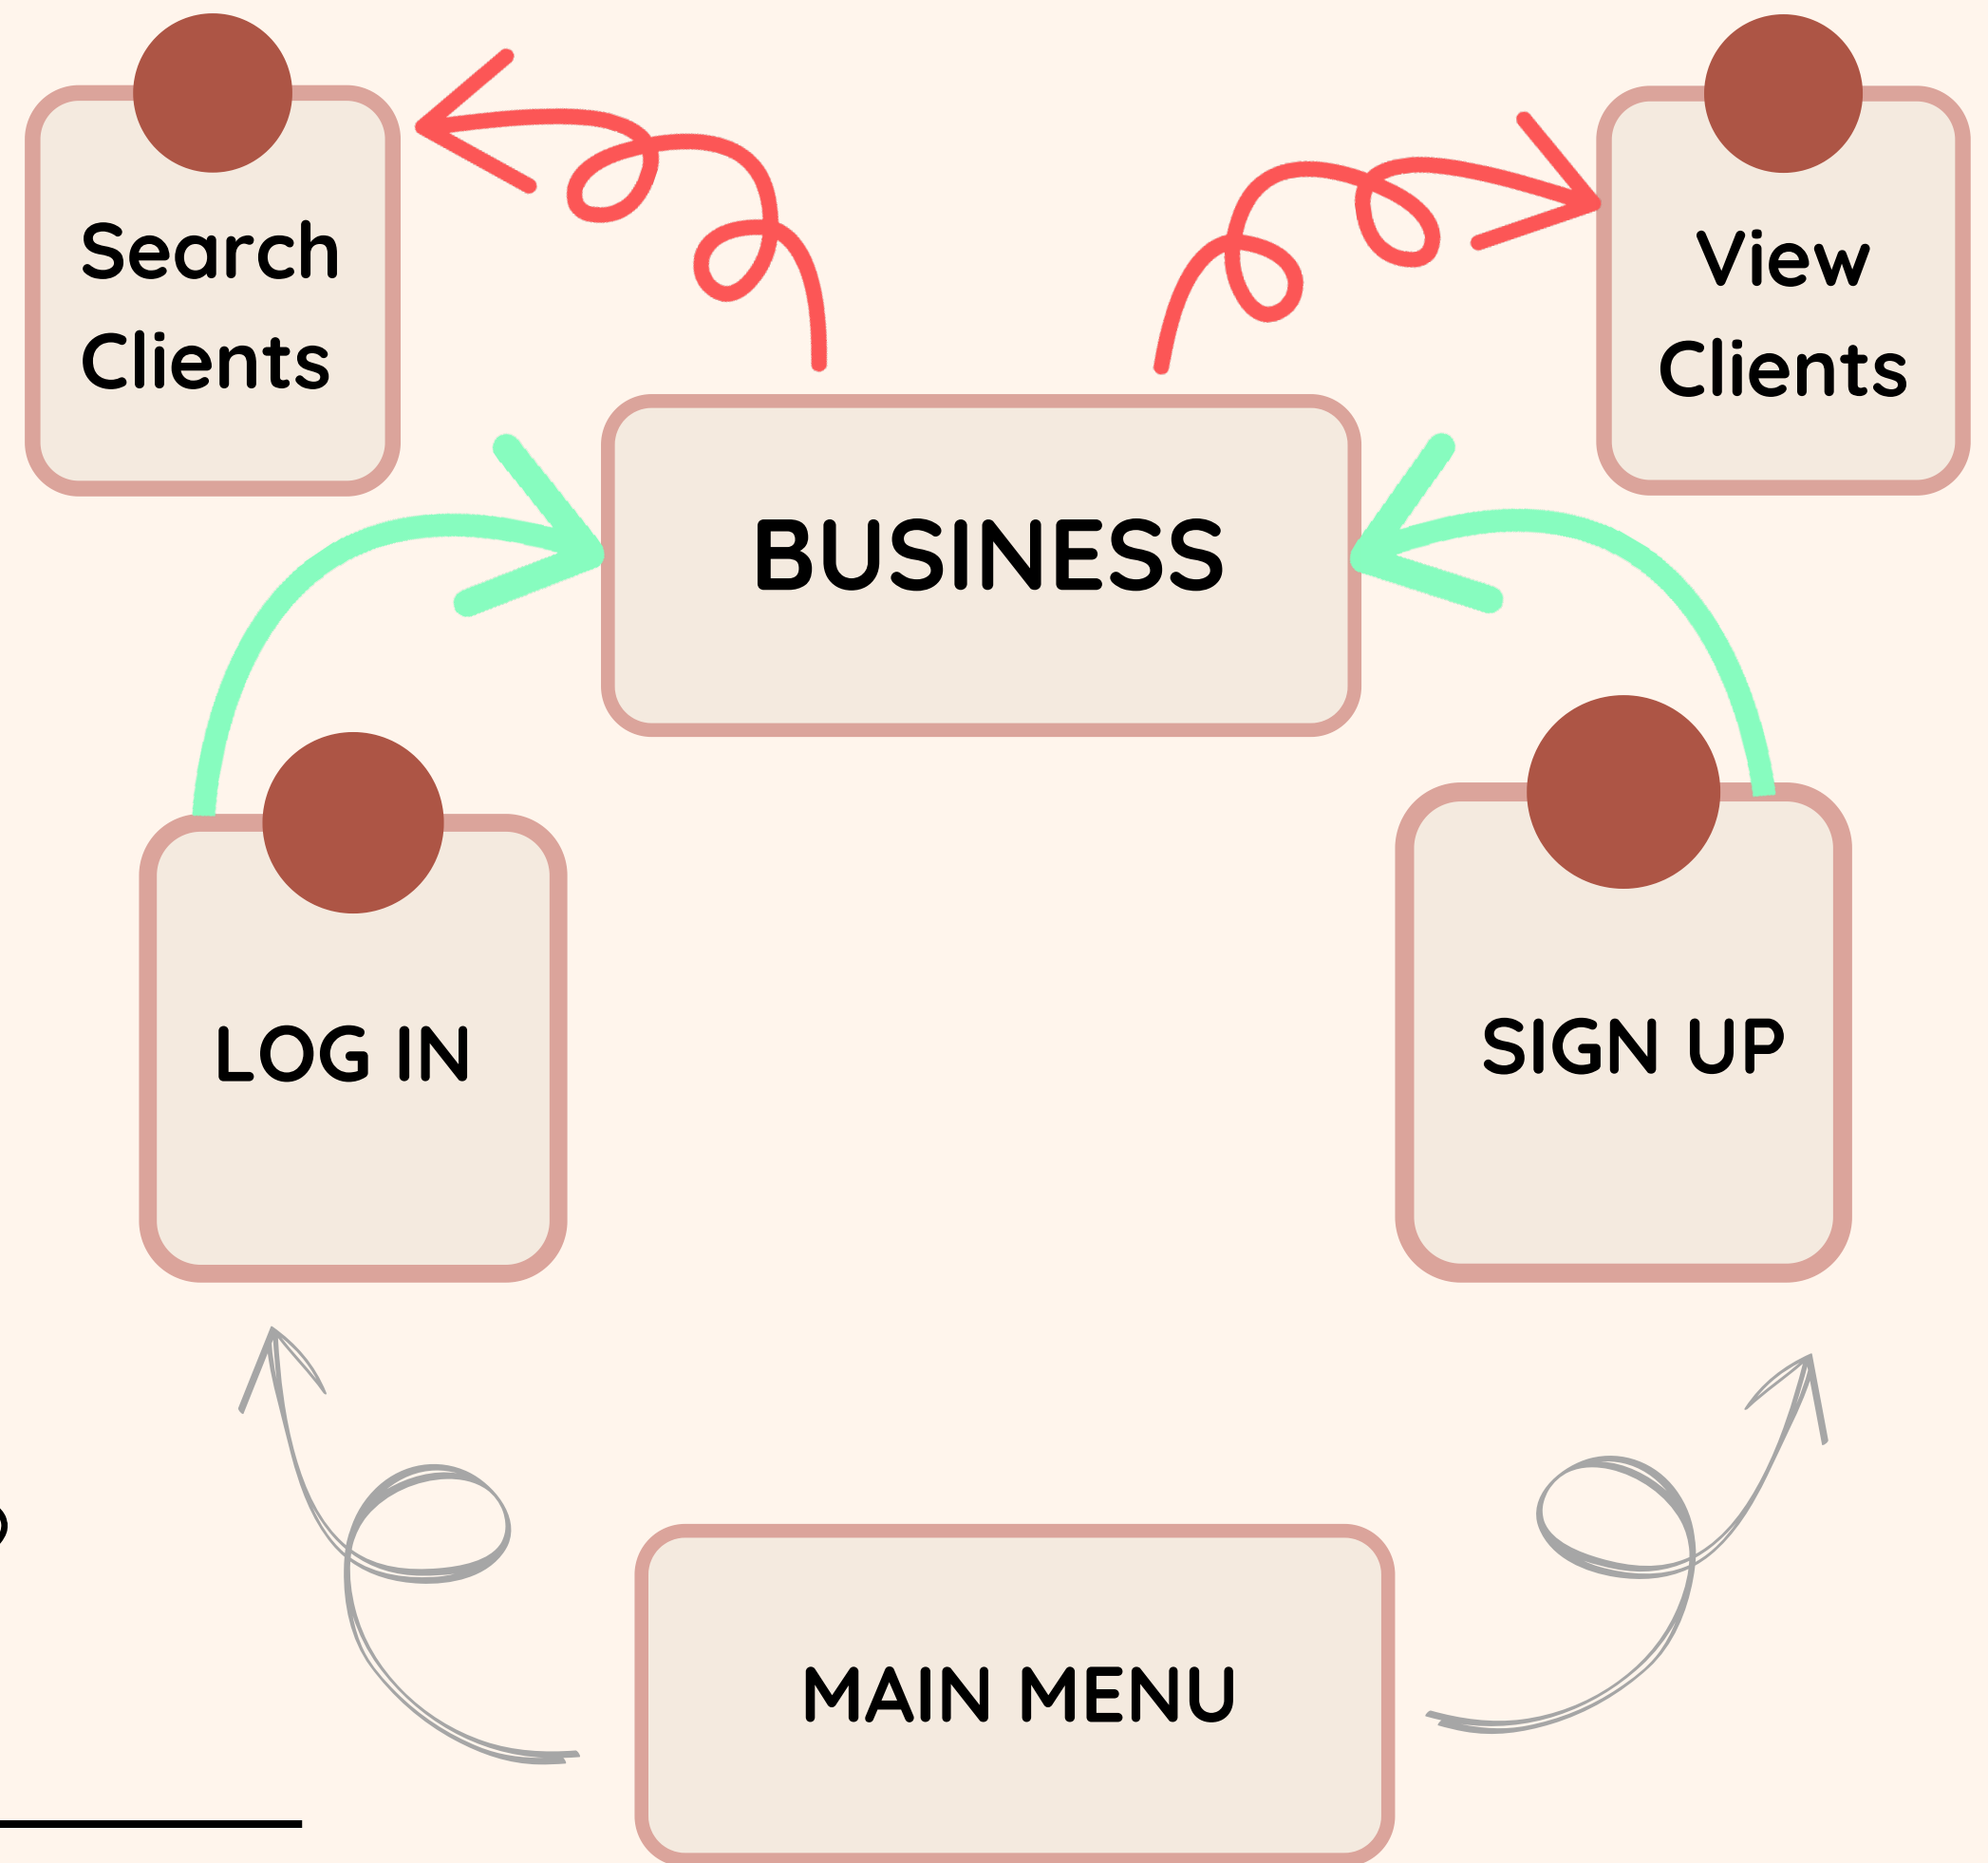 Search
Clients
View
Clients
BUSINESS
LOG IN
SIGN UP
MAIN MENU